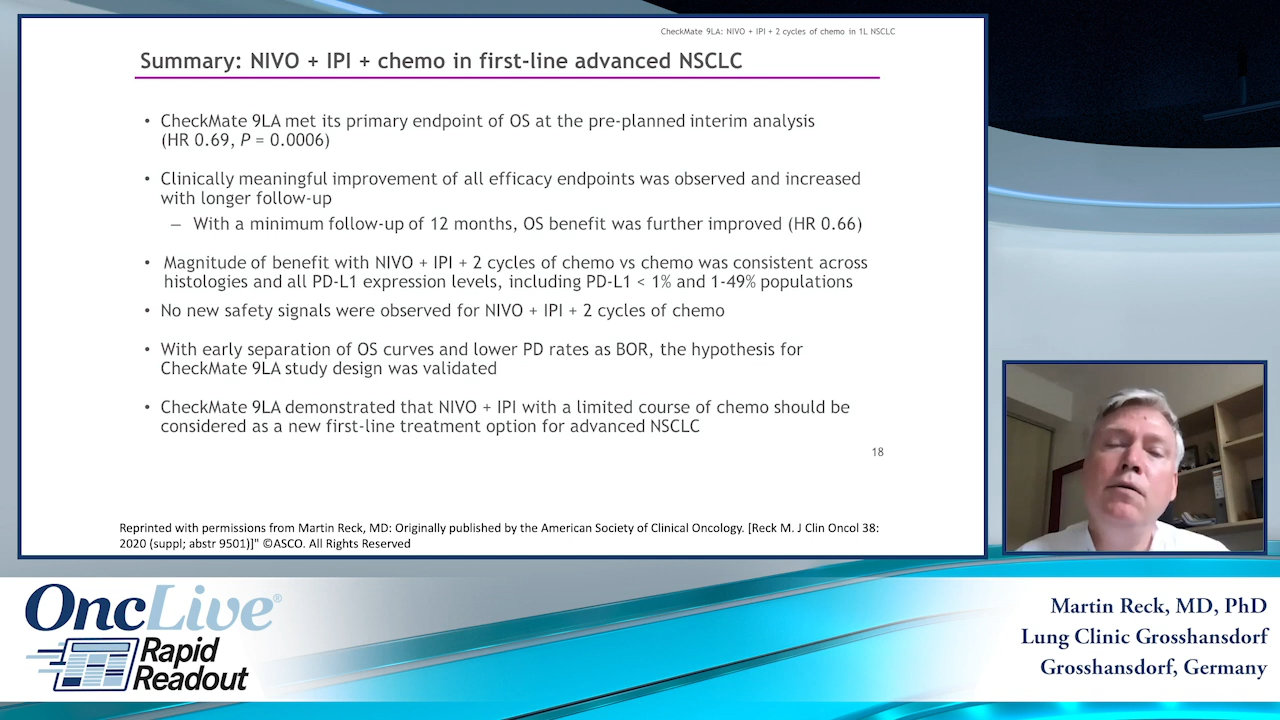 CheckMate 9LA: NIVO + IPI + 2 cycles of chemo in 1L NSCLC
Summary: NIVO + IPI + chemo in first-line advanced NSCLC
• CheckMate 9LA met its primary endpoint of OS at the pre-planned interim analysis
(HR 0.69, P = 0.0006)
• Clinically meaningful improvement of all efficacy endpoints was observed and increased
with longer follow-up
– With a minimum follow-up of 12 months, OS benefit was further improved (HR 0.66)
• Magnitude of benefit with NIVO + IPI + 2 cycles of chemo vs chemo was consistent across
histologies and all PD-L1 expression levels, including PD-L1 < 1% and 1-49% populations
• No new safety signals were observed for NIVO + IPI + 2 cycles of chemo
• With early separation of OS curves and lower PD rates as BOR, the hypothesis for
CheckMate 9LA study design was validated
• CheckMate 9LA demonstrated that NIVO + IPI with a limited course of chemo should be
considered as a new first-line treatment option for advanced NSCLC
18
Reprinted with permissions from Martin Reck, MD: Originally published by the American Society of Clinical Oncology. [Reck M. J Clin Oncol 38:
2020 (suppl; abstr 9501)]" ©ASCO. All Rights Reserved
OncLive®
Rapid
Readout
Martin Reck, MD, PhD
Lung Clinic Grosshansdorf
Grosshansdorf, Germany